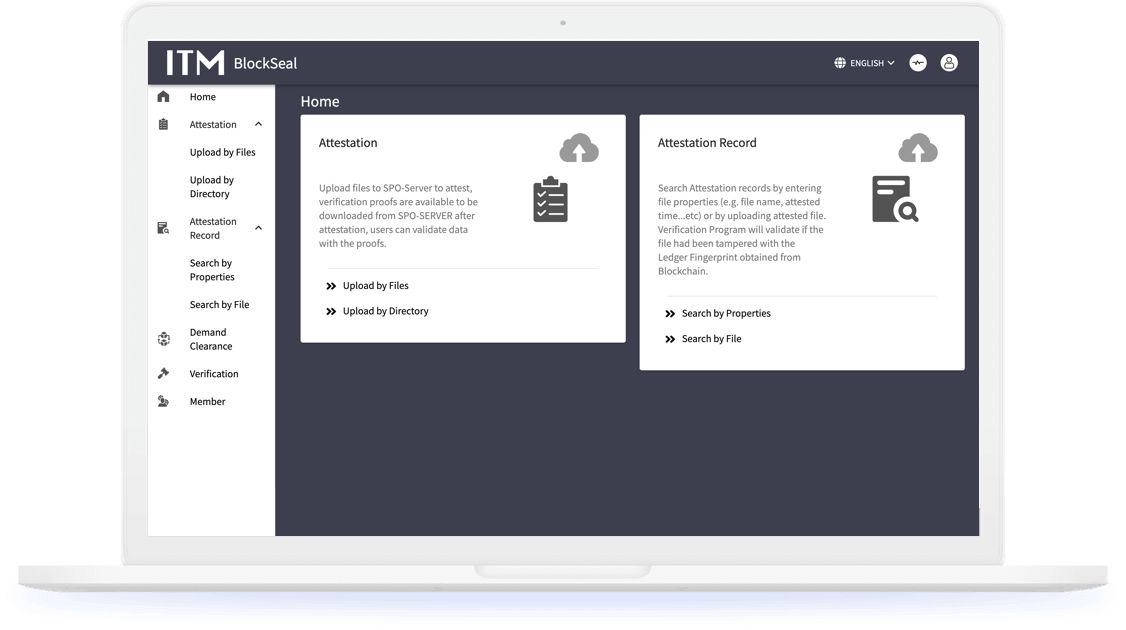 ITM BlockSeal
ENGLISH
Home
Attestation
Upload by Files
Upload by
Directory
Attestation
Record
Search by
Properties
Search by File
Demand
Clearance
Verification
Member
Home
Attestation
Upload files to SPO-Server to attest,
verification proofs are available to be
downloaded from SPO-SERVER after
attestation, users can validate data
with the proofs.
Upload by Files
Upload by Directory
Attestation Record
Search Attestation records by entering
file properties (e.g. file name, attested
time...etc) or by uploading attested file.
Verification Program will validate if the
file had been tampered with the
Ledger Fingerprint obtained from
Blockchain.
Search by Properties
Search by File